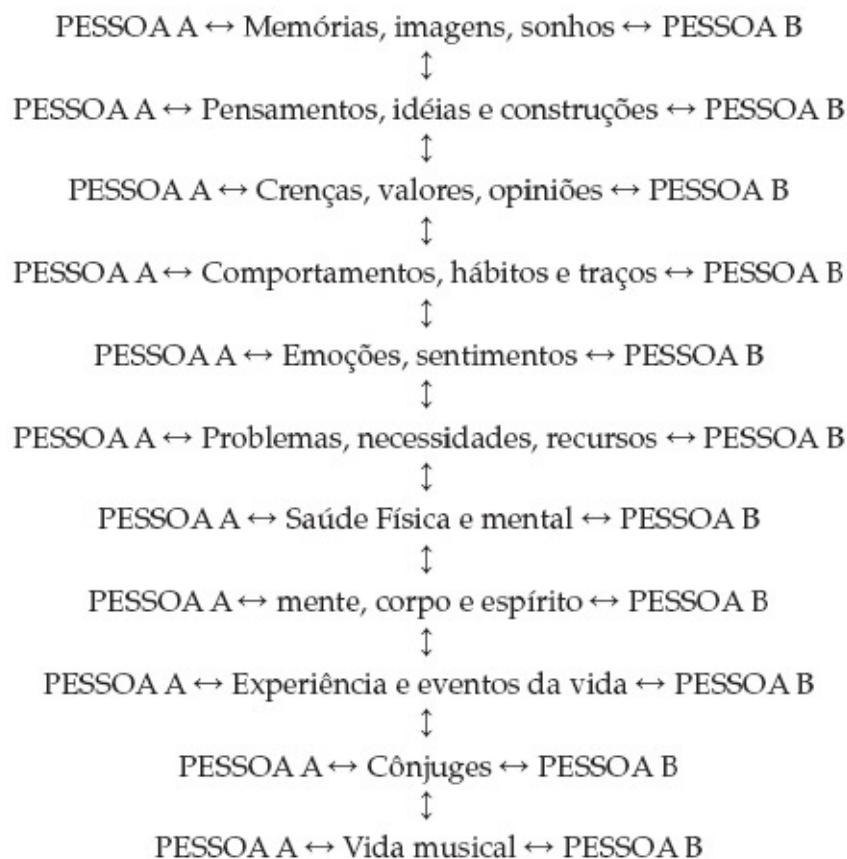 PESSOA A ↔ Memórias, imagens, sonhos ↔ PESSOA B
↕
PESSOA A ↔ Pensamentos, idéias e construções ↔ PESSOA B
↕
PESSOA A ↔ Crenças, valores, opiniões ↔ PESSOA B
↕
PESSOA A ↔ Comportamentos, hábitos e traços ↔ PESSOA B
↕
PESSOA A ↔ Emoções, sentimentos ↔ PESSOA B
↕
PESSOA A ↔ Problemas, necessidades, recursos ↔ PESSOA B
↕
PESSOA A ↔ Saúde Física e mental ↔ PESSOA B
↕
PESSOA A ↔ mente, corpo e espírito ↔ PESSOA B
↕
PESSOA A ↔ Experiência e eventos da vida ↔ PESSOA B
↕
PESSOA A ↔ Cônjuges ↔ PESSOA B
↕
PESSOA A ↔ Vida musical ↔ PESSOA B